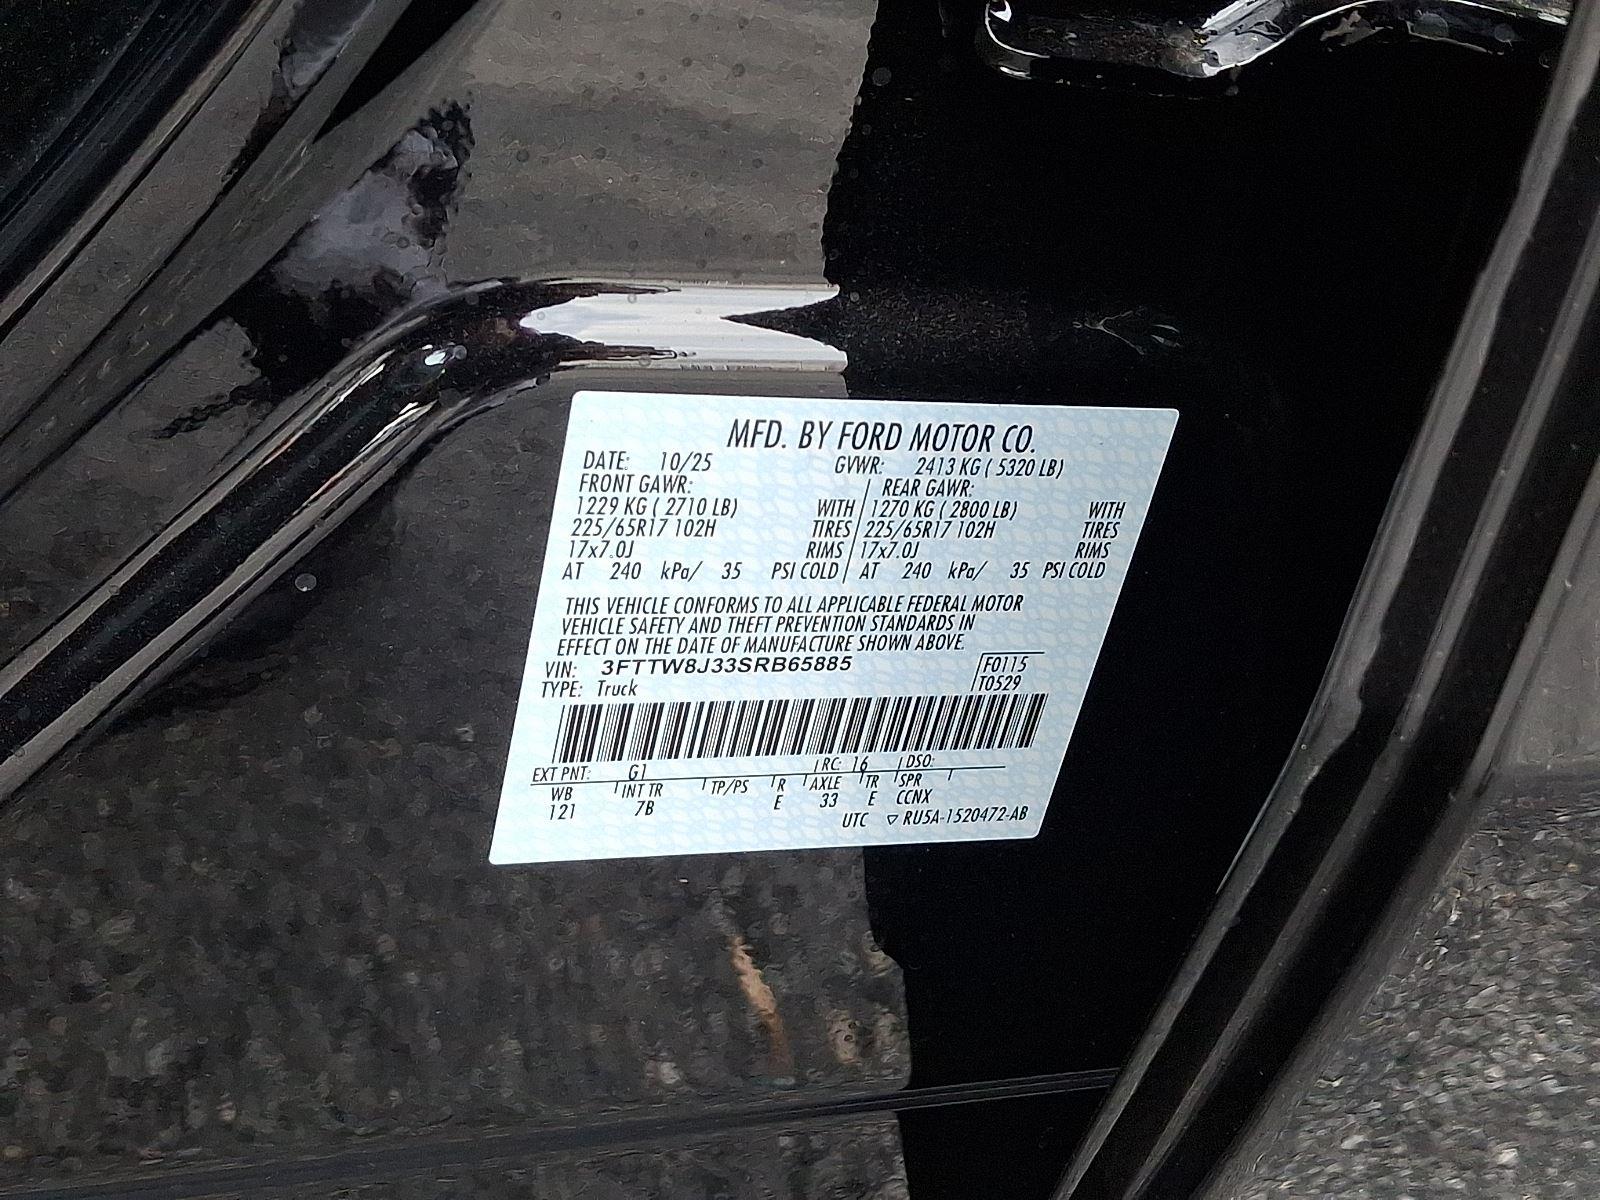 MFD. BY FORD MOTOR CO.
DATE: 10/25 GVWR: 2413 KG ( 5320 LB)
FRONT GAWR: REAR GAWR:
1229 KG ( 2710 LB) WITH 1270 KG ( 2800 LB) WITH
225/65R17 102H TIRES 225/65R17 102H TIRES
17x7.0J RIMS 17x7.0J RIMS
AT 240 kPa/ 35 PSI COLD AT 240 kPa/ 35 PSI COLD
THIS VEHICLE CONFORMS TO ALL APPLICABLE FEDERAL MOTOR
VEHICLE SAFETY AND THEFT PREVENTION STANDARDS IN
EFFECT ON THE DATE OF MANUFACTURE SHOWN ABOVE.
VIN: 3FTTW8J33SRB65885 F0115
TYPE: Truck T0529
EXT PNT: G1 RC: 16 DSO:
WB INT TR TP/PS R AXLE TR SPR
121 7B E 33 E CCNX
UTC ▽ RU5A-1520472-AB